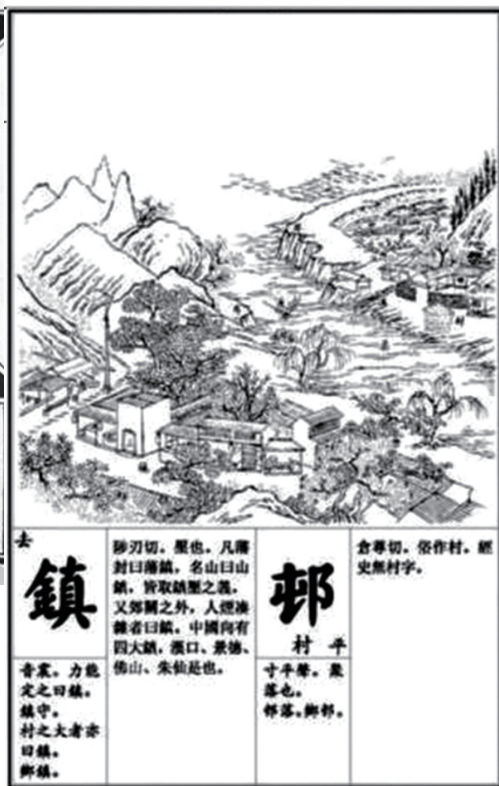 去
鎮
陟刃切。壓也。凡藩
封曰藩鎮，名山曰山
鎮，皆取鎮壓之義。
又郊關之外，人煙湊
雜者曰鎮。中國向有
四大鎮，漢口、景德、
佛山、朱仙是也。
音震。力能
定之曰鎮。
鎮守。
村之大者亦
曰鎮。
鄉鎮。
邨
村 平
倉尊切。俗作村。經
史無村字。
寸平聲。聚
落也。
邨落。鄉邨。